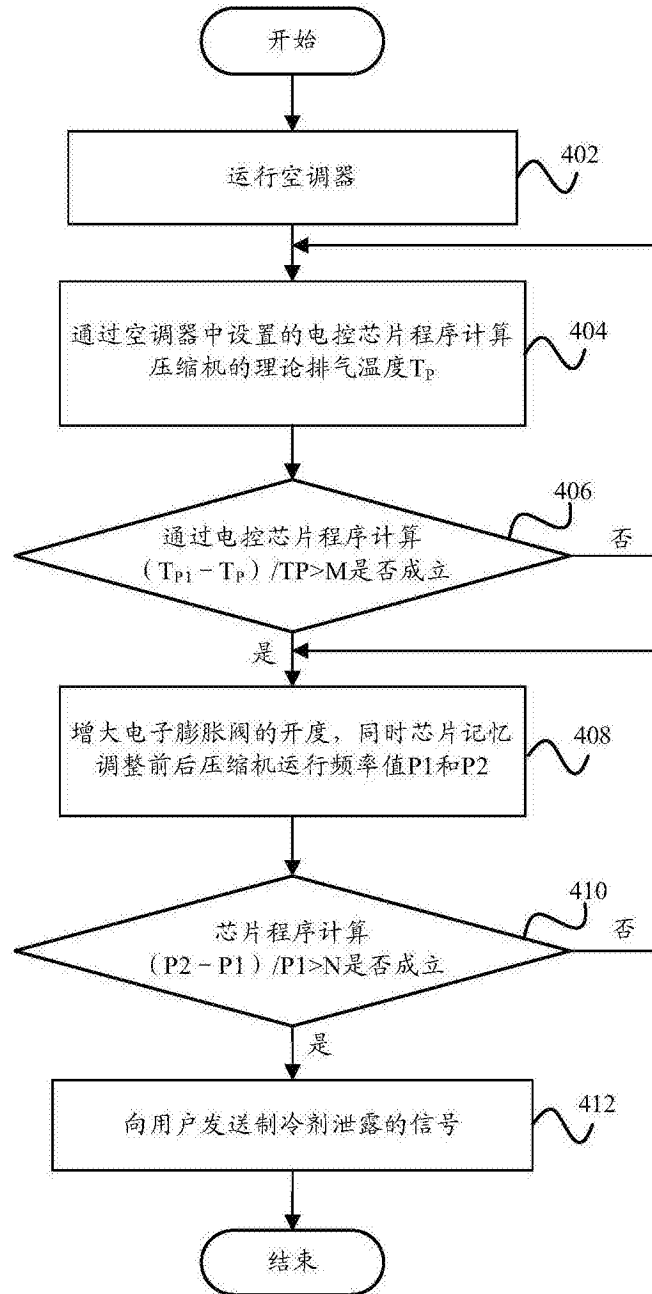 开始
运行空调器
402
通过空调器中设置的电控芯片程序计算
压缩机的理论排气温度TP
404
406
通过电控芯片程序计算
(TP1-TP)/TP>M是否成立
否
是
增大电子膨胀阀的开度，同时芯片记忆
调整前后压缩机运行频率值P1和P2
408
410
芯片程序计算
(P2-P1)/P1>N是否成立
否
是
向用户发送制冷剂泄露的信号
412
结束